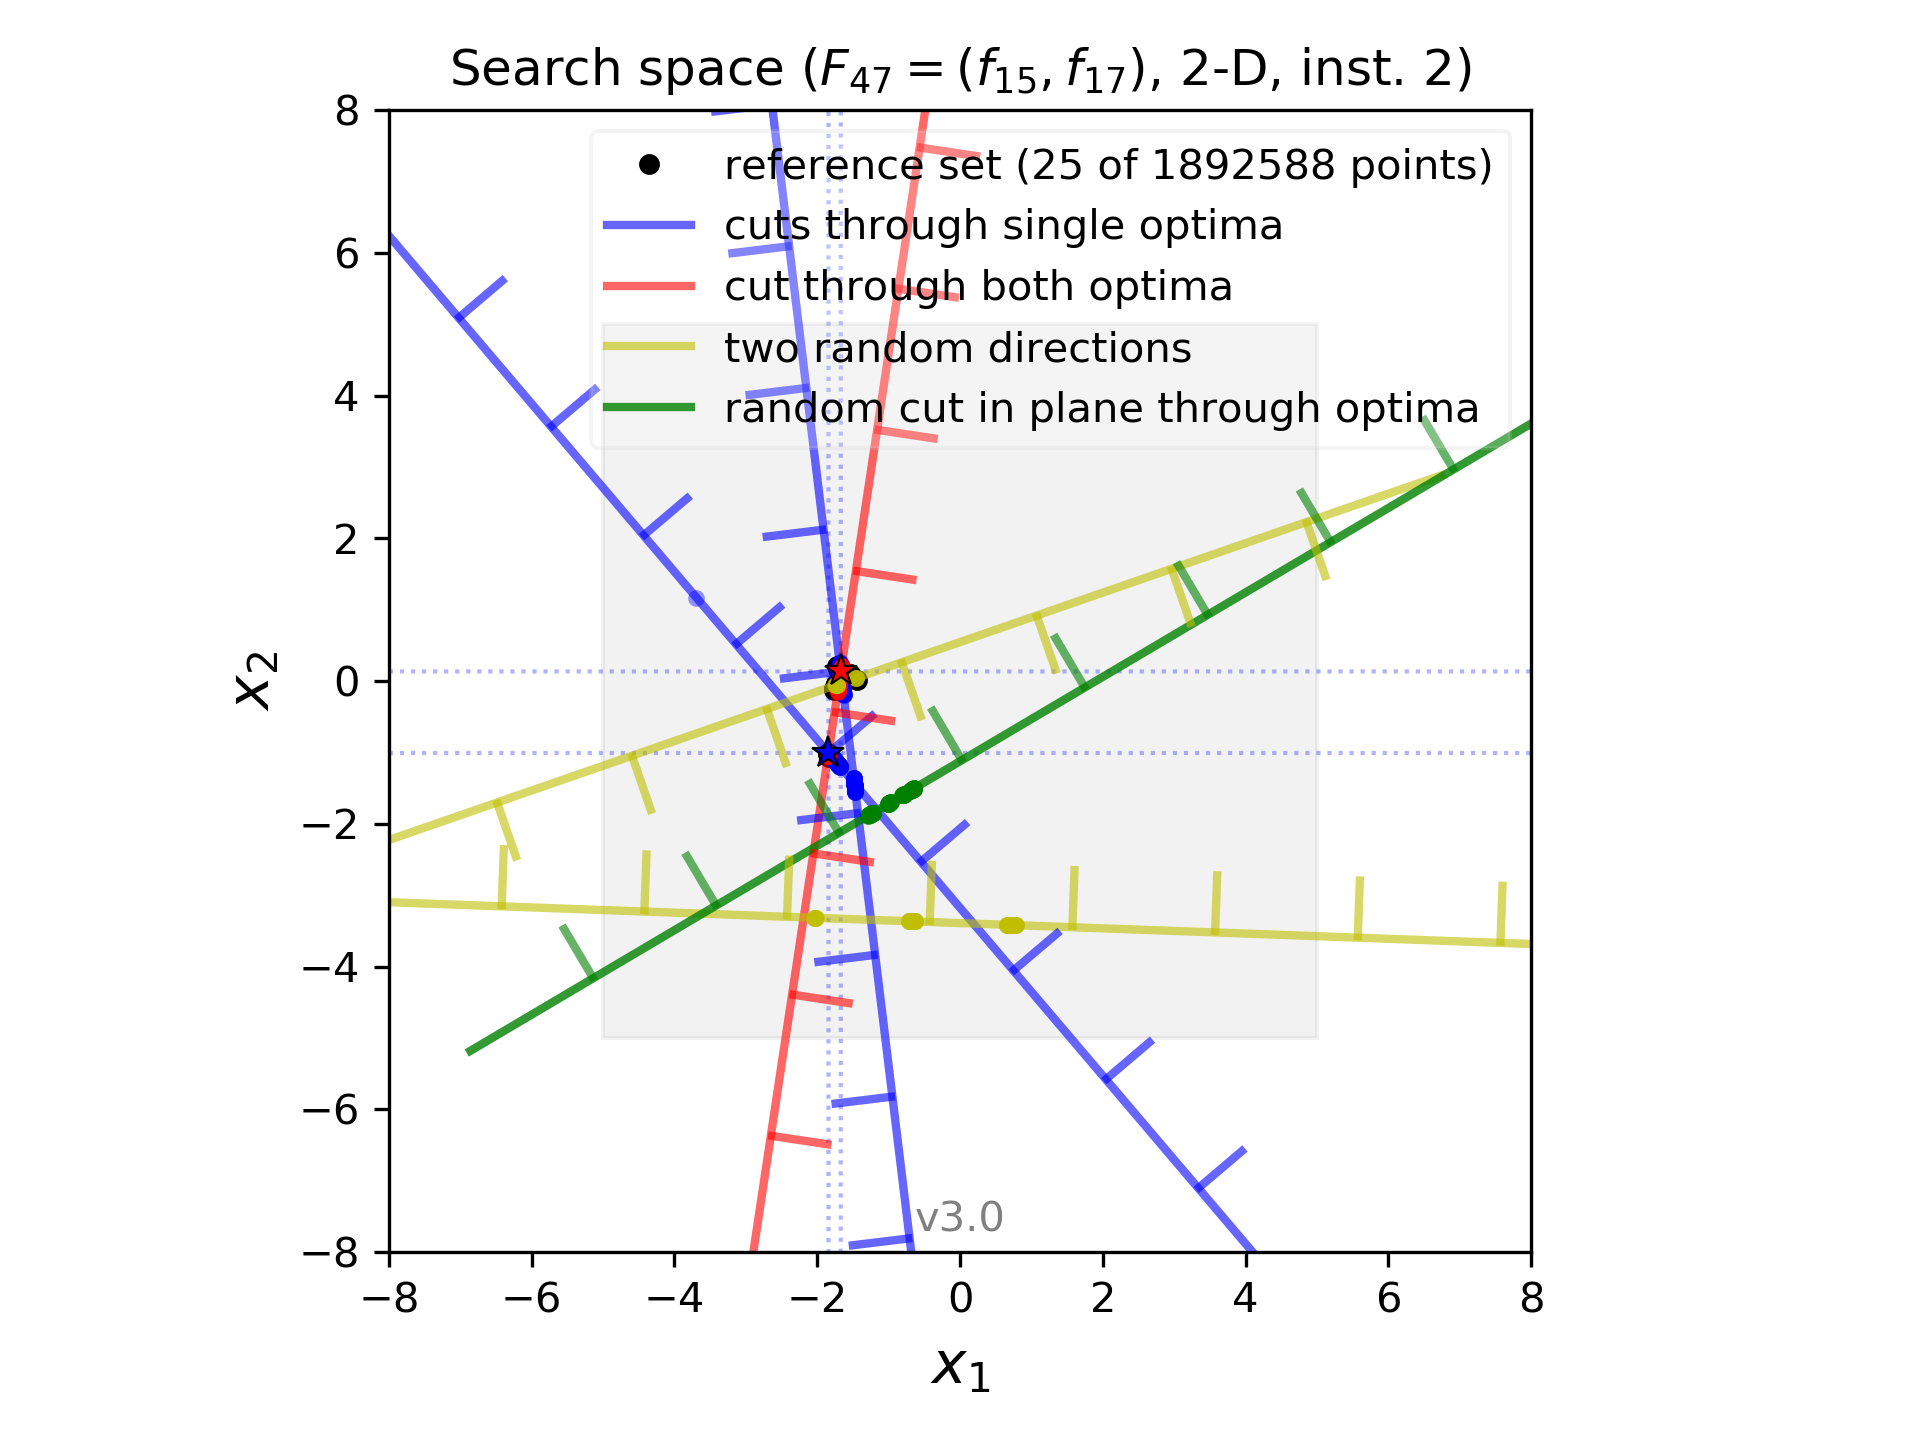 Search space (F47 = (f15, f17), 2-D, inst. 2)
reference set (25 of 1892588 points)
cuts through single optima
cut through both optima
two random directions
random cut in plane through optima
8
6
4
2
0
−2
−4
−6
−8
x2
v3.0
−8 −6 −4 −2 0 2 4 6 8
x1